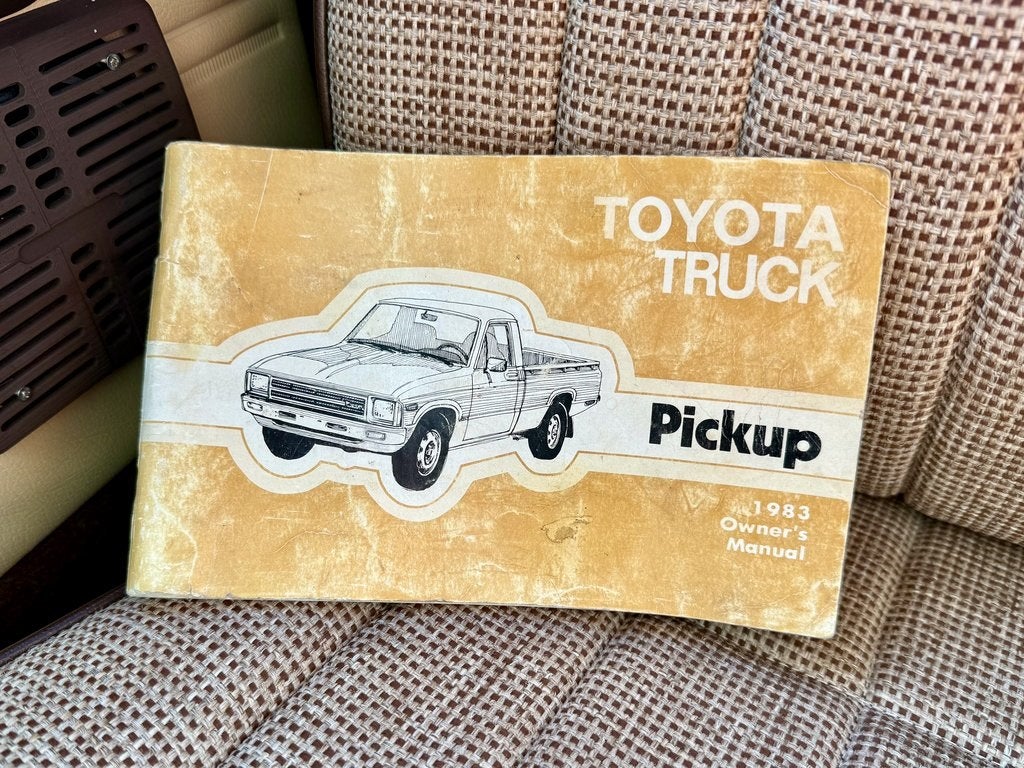 TOYOTA
TRUCK
Pickup
1983
Owner's
Manual